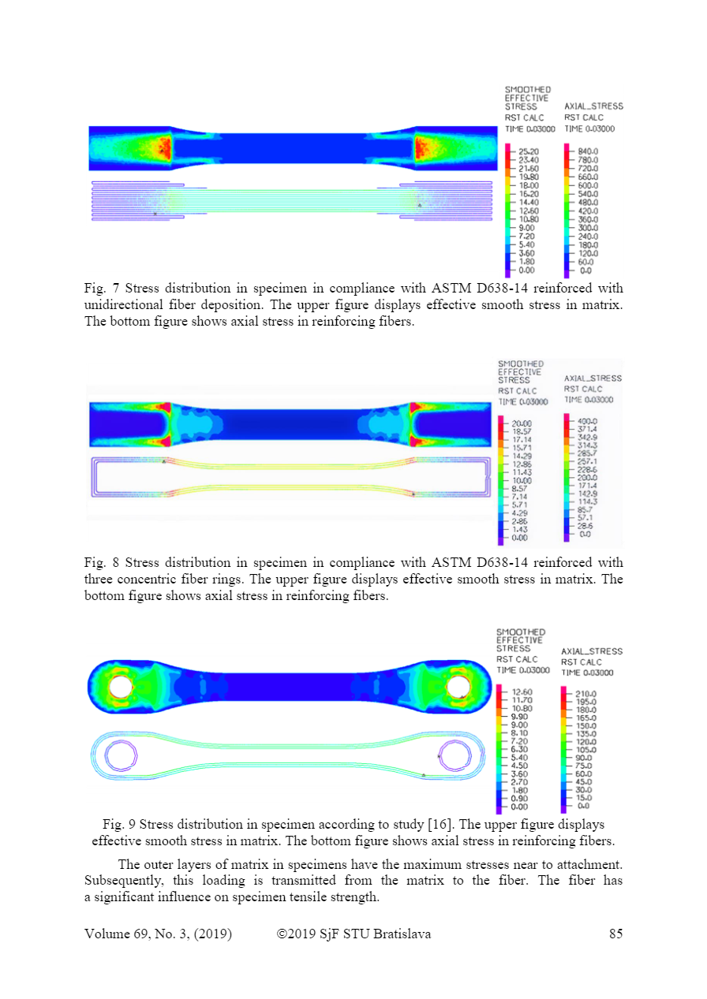 SMOOTHED
EFFECTIVE
STRESS AXIAL_STRESS
RST CALC RST CALC
TIME 0.03000 TIME 0.03000
25.20 840.0
23.40 780.0
21.60 720.0
19.80 660.0
18.00 600.0
16.20 540.0
14.40 480.0
12.60 420.0
10.80 360.0
9.00 300.0
7.20 240.0
5.40 180.0
3.60 120.0
1.80 60.0
0.00 0.0
Fig. 7 Stress distribution in specimen in compliance with ASTM D638-14 reinforced with
unidirectional fiber deposition. The upper figure displays effective smooth stress in matrix.
The bottom figure shows axial stress in reinforcing fibers.
SMOOTHED
EFFECTIVE
STRESS AXIAL_STRESS
RST CALC RST CALC
TIME 0.03000 TIME 0.03000
20.00 400.0
18.57 371.4
17.14 342.9
15.71 314.3
14.29 285.7
12.86 257.1
11.43 228.6
10.00 200.0
8.57 171.4
7.14 142.9
5.71 114.3
4.29 85.7
2.86 57.1
1.43 28.6
0.00 0.0
Fig. 8 Stress distribution in specimen in compliance with ASTM D638-14 reinforced with
three concentric fiber rings. The upper figure displays effective smooth stress in matrix. The
bottom figure shows axial stress in reinforcing fibers.
SMOOTHED
EFFECTIVE
STRESS AXIAL_STRESS
RST CALC RST CALC
TIME 0.03000 TIME 0.03000
12.60 210.0
11.70 195.0
10.80 180.0
9.90 165.0
9.00 150.0
8.10 135.0
7.20 120.0
6.30 105.0
5.40 90.0
4.50 75.0
3.60 60.0
2.70 45.0
1.80 30.0
0.90 15.0
0.00 0.0
Fig. 9 Stress distribution in specimen according to study [16]. The upper figure displays
effective smooth stress in matrix. The bottom figure shows axial stress in reinforcing fibers.
The outer layers of matrix in specimens have the maximum stresses near to attachment.
Subsequently, this loading is transmitted from the matrix to the fiber. The fiber has
a significant influence on specimen tensile strength.
Volume 69, No. 3, (2019) ©2019 SjF STU Bratislava 85